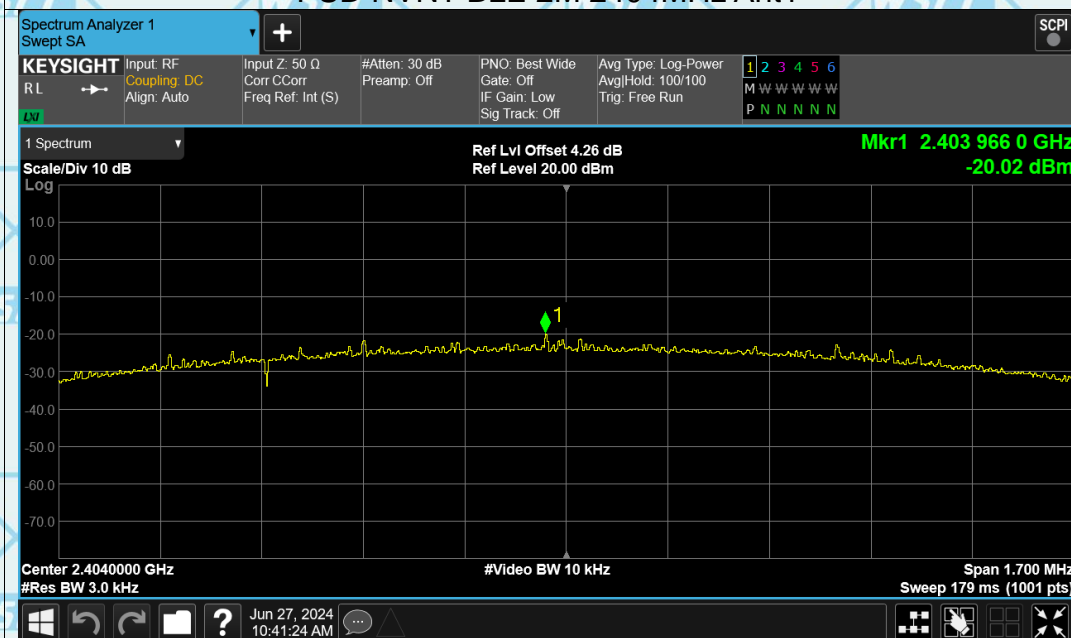 Spectrum Analyzer 1
Swept SA
+
SCPI
KEYSIGHT
RL
LXI
Input: RF
Coupling: DC
Align: Auto
Input Z: 50 Ω
Corr CCorr
Freq Ref: Int (S)
#Atten: 30 dB
Preamp: Off
PNO: Best Wide
Gate: Off
IF Gain: Low
Sig Track: Off
Avg Type: Log-Power
Avg|Hold: 100/100
Trig: Free Run
1 2 3 4 5 6
M W W W W W
P N N N N N
1 Spectrum
Scale/Div 10 dB
Log
Ref Lvl Offset 4.26 dB
Ref Level 20.00 dBm
Mkr1 2.403 966 0 GHz
-20.02 dBm
10.0
0.00
-10.0
1
-20.0
-30.0
-40.0
-50.0
-60.0
-70.0
Center 2.4040000 GHz
#Video BW 10 kHz
Span 1.700 MHz
#Res BW 3.0 kHz
Sweep 179 ms (1001 pts)
?
Jun 27, 2024
10:41:24 AM